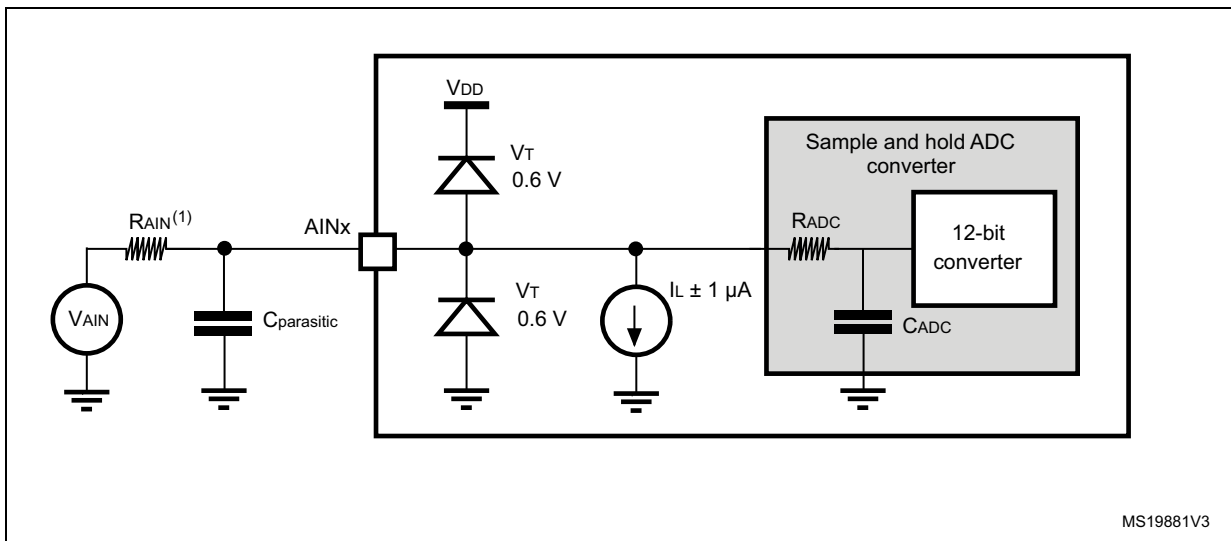 VDD
Sample and hold ADC
converter
VT
0.6 V
RAIN(1)
AINx
RADC
12-bit
converter
VT
0.6 V
IL ± 1 µA
VAIN
Cparasitic
CADC
MS19881V3